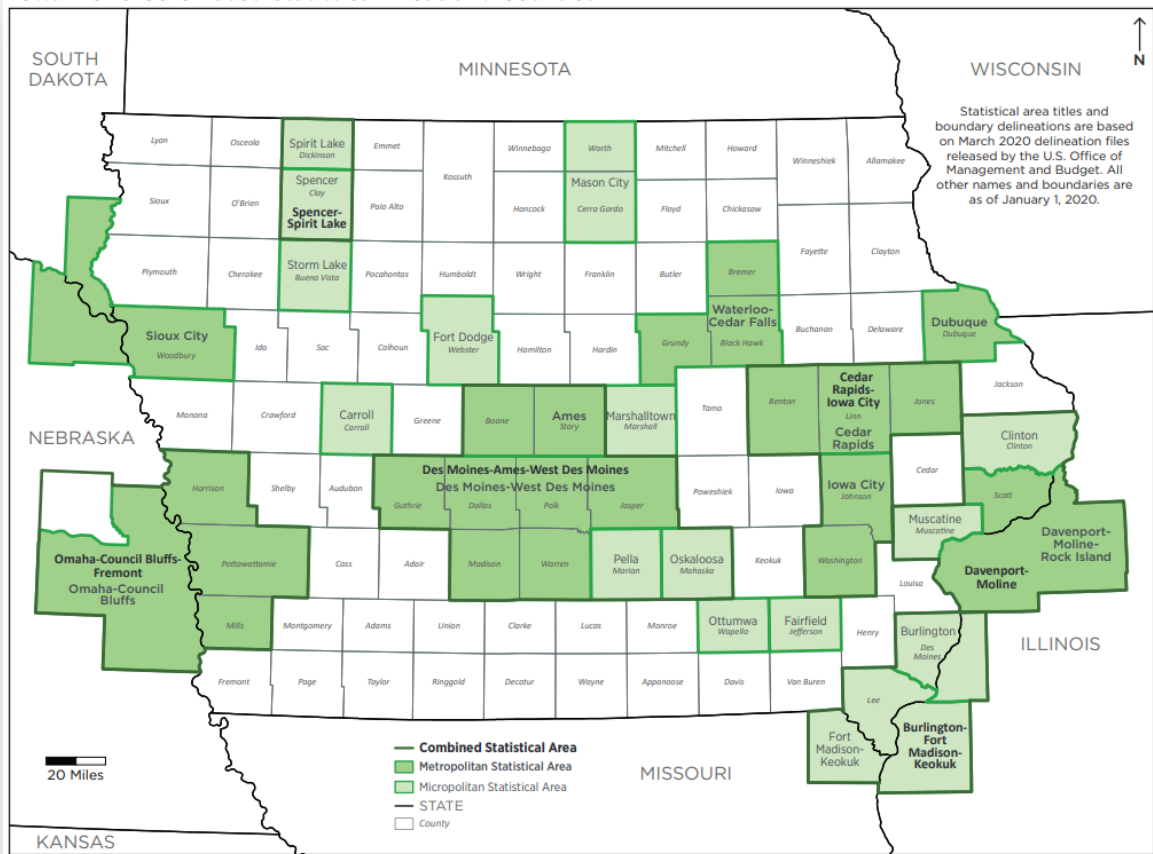 SOUTH
DAKOTA
MINNESOTA
WISCONSIN
N
Statistical area titles and
boundary delineations are based
on March 2020 delineation files
released by the U.S. Office of
Management and Budget. All
other names and boundaries are
as of January 1, 2020.
Lyon
Osceola
Spirit Lake
Dickinson
Emmet
Kossuth
Winnebago
Worth
Mitchell
Howard
Winneshiek
Allamakee
Sioux
O'Brien
Spencer
Clay
Spencer-
Spirit Lake
Palo Alto
Hancock
Mason City
Cerro Gordo
Floyd
Chickasaw
Fayette
Clayton
Plymouth
Cherokee
Storm Lake
Buena Vista
Pocahontas
Humboldt
Wright
Franklin
Butler
Bremer
Sioux City
Woodbury
Ida
Sac
Calhoun
Fort Dodge
Webster
Hamilton
Hardin
Grundy
Waterloo-
Cedar Falls
Black Hawk
Buchanan
Delaware
Dubuque
Dubuque
Monona
Crawford
Carroll
Carroll
Greene
Boone
Ames
Story
Marshalltown
Marshall
Tama
Benton
Cedar
Rapids-
Iowa City
Linn
Cedar
Rapids
Jones
Jackson
Clinton
Clinton
NEBRASKA
Harrison
Shelby
Audubon
Des Moines-Ames-West Des Moines
Des Moines-West Des Moines
Guthrie
Dallas
Polk
Jasper
Poweshiek
Iowa
Iowa City
Johnson
Cedar
Scott
Muscatine
Muscatine
Davenport-
Moline-
Rock Island
Omaha-Council Bluffs-
Fremont
Omaha-Council
Bluffs
Pottawattamie
Cass
Adair
Madison
Warren
Pella
Marion
Oskaloosa
Mahaska
Keokuk
Washington
Louisa
Davenport-
Moline
Mills
Montgomery
Adams
Union
Clarke
Lucas
Monroe
Ottumwa
Wapello
Fairfield
Jefferson
Henry
Burlington
Des
Moines
ILLINOIS
Fremont
Page
Taylor
Ringgold
Decatur
Wayne
Appanoose
Davis
Van Buren
Lee
Fort
Madison-
Keokuk
Burlington-
Fort
Madison-
Keokuk
20 Miles
Combined Statistical Area
Metropolitan Statistical Area
Micropolitan Statistical Area
STATE
County
MISSOURI
KANSAS